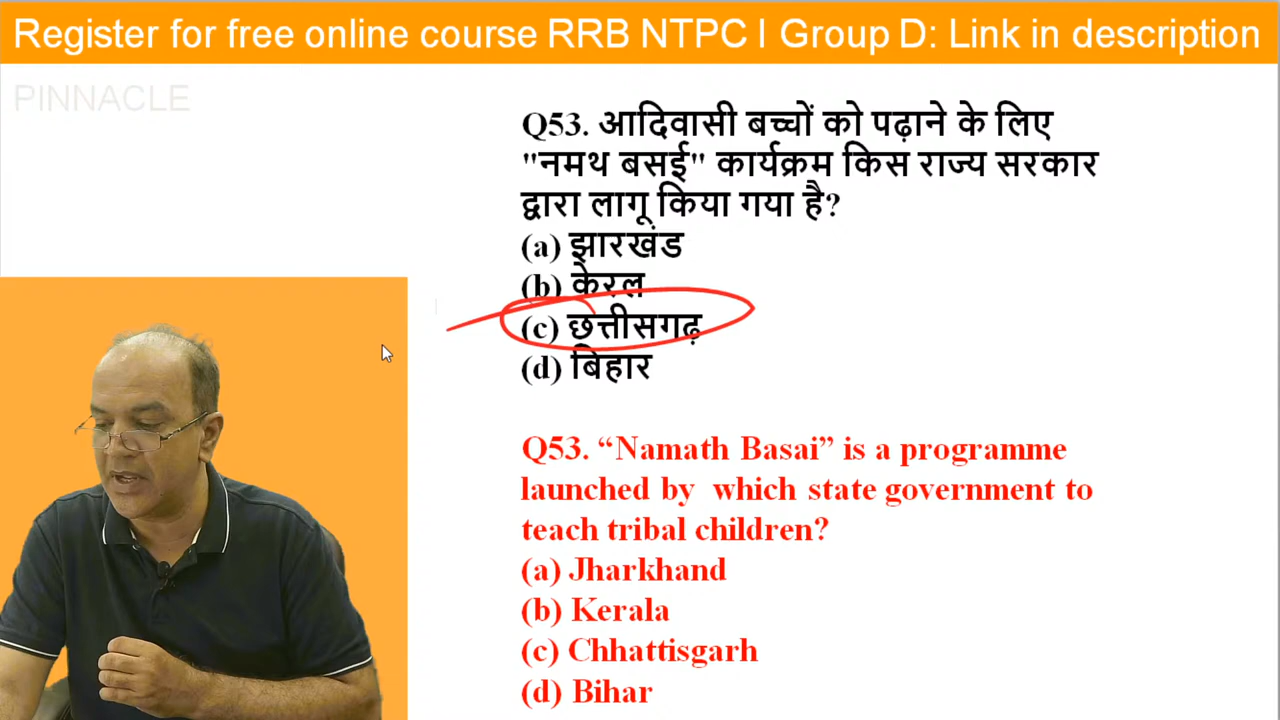 Register for free online course RRB NTPC I Group D: Link in description
PINNACLE
Q53. आदिवासी बच्चों को पढ़ाने के लिए
"नमथ बसई" कार्यक्रम किस राज्य सरकार
द्वारा लागू किया गया है?
(a) झारखंड
(b) केरल
(c) छत्तीसगढ़
(d) बिहार
Q53. “Namath Basai” is a programme
launched by which state government to
teach tribal children?
(a) Jharkhand
(b) Kerala
(c) Chhattisgarh
(d) Bihar